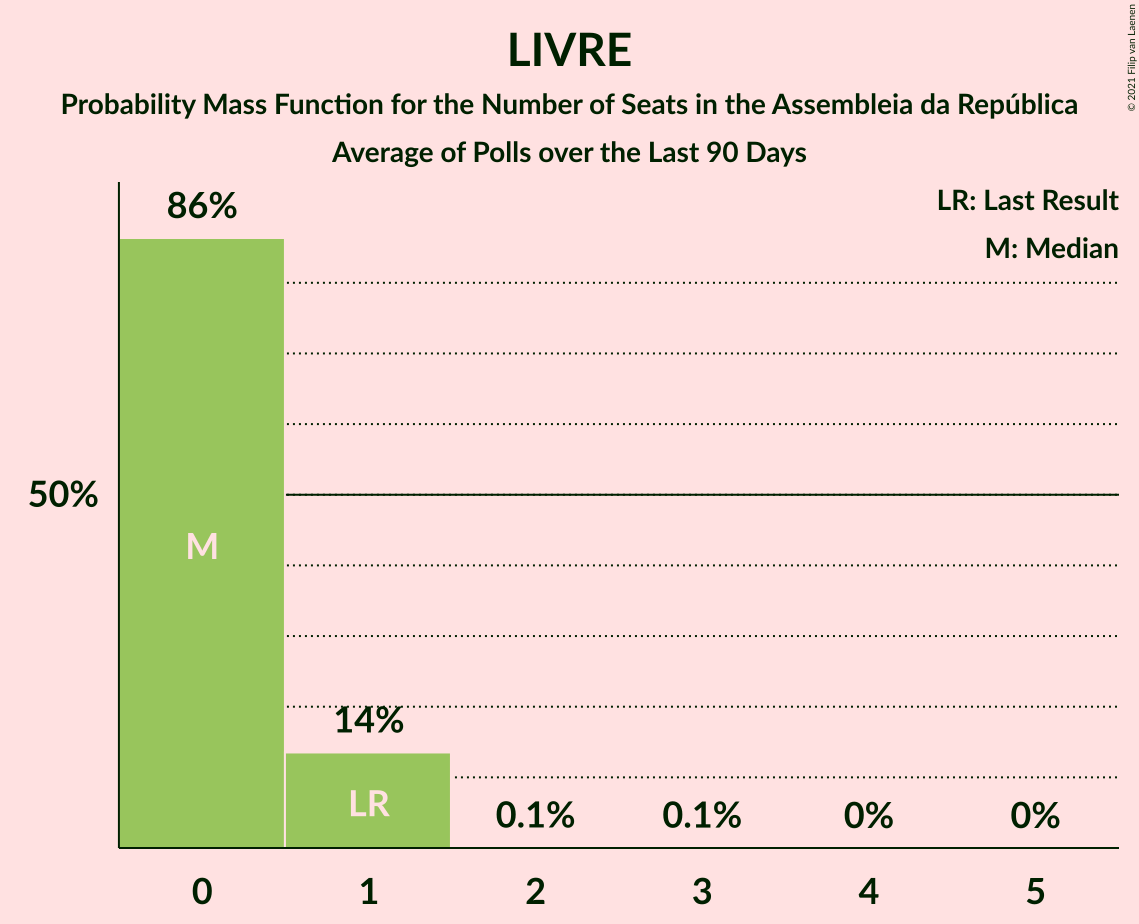 LIVRE
Probability Mass Function for the Number of Seats in the Assembleia da República
Average of Polls over the Last 90 Days
© 2021 Filip van Laenen
LR: Last Result
M: Median
86%
50%
M
14%
LR
0.1%
0.1%
0%
0%
0 1 2 3 4 5